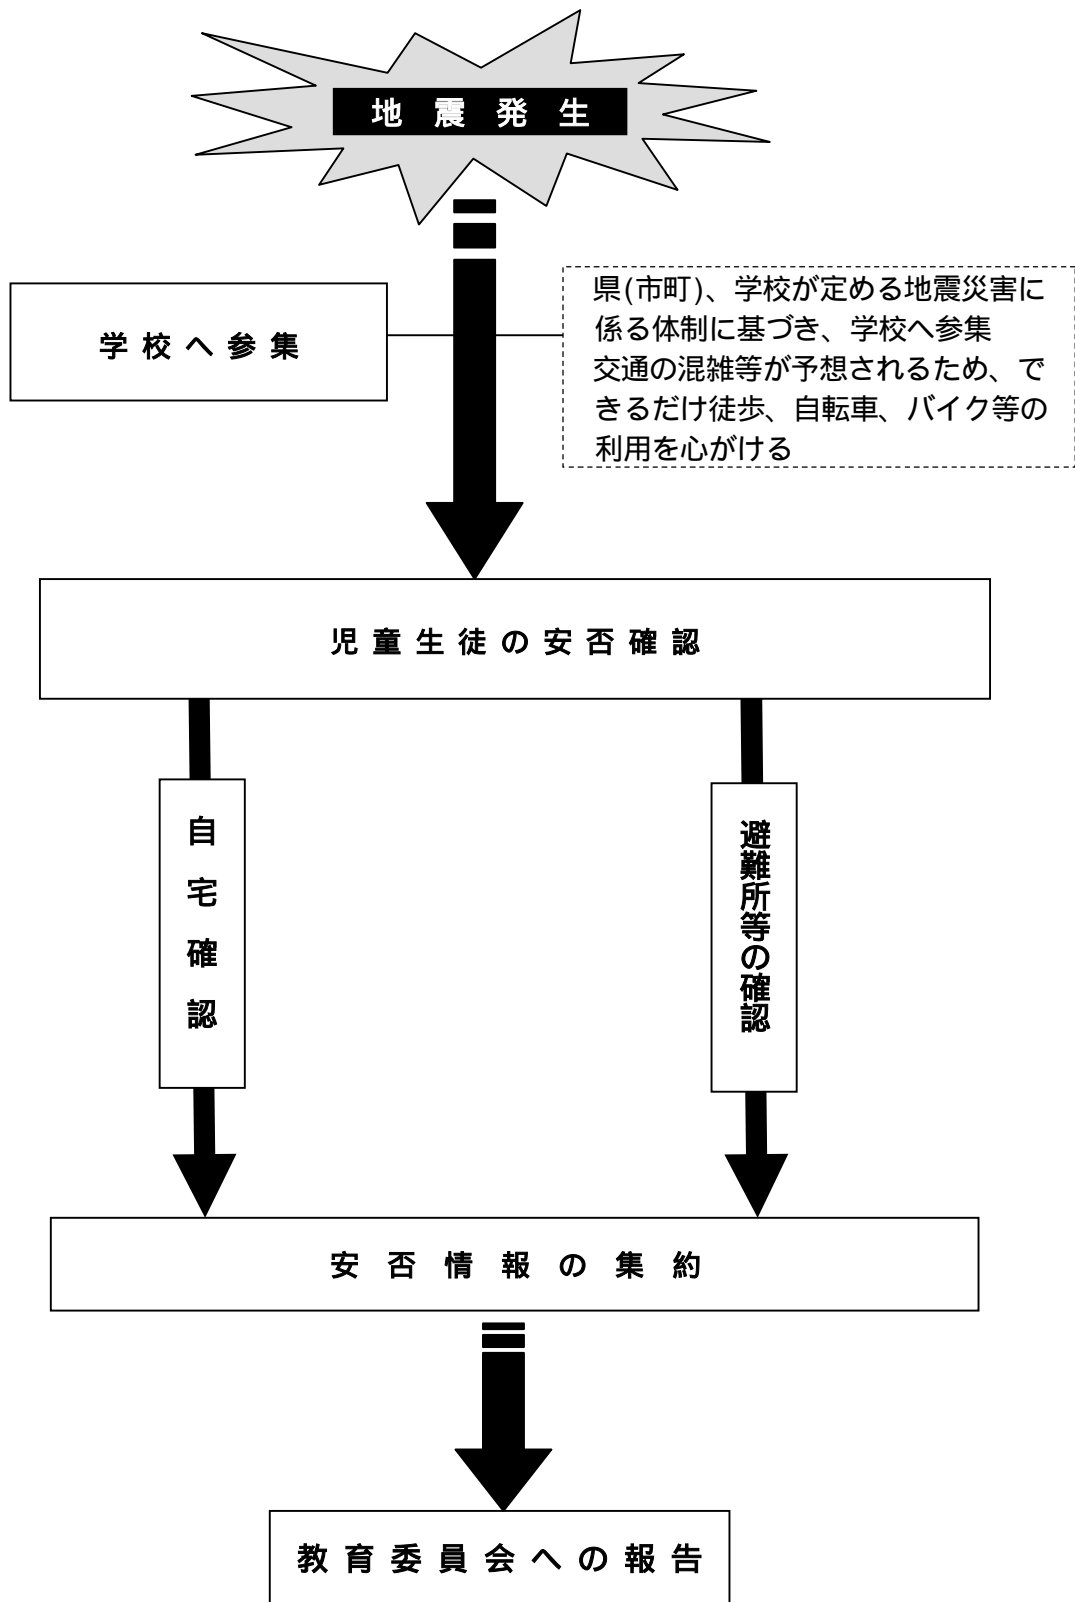 地震発生
学校へ参集
県(市町)、学校が定める地震災害に
係る体制に基づき、学校へ参集
交通の混雑等が予想されるため、で
きるだけ徒歩、自転車、バイク等の
利用を心がける
児童生徒の安否確認
自宅確認
避難所等の確認
安否情報の集約
教育委員会への報告